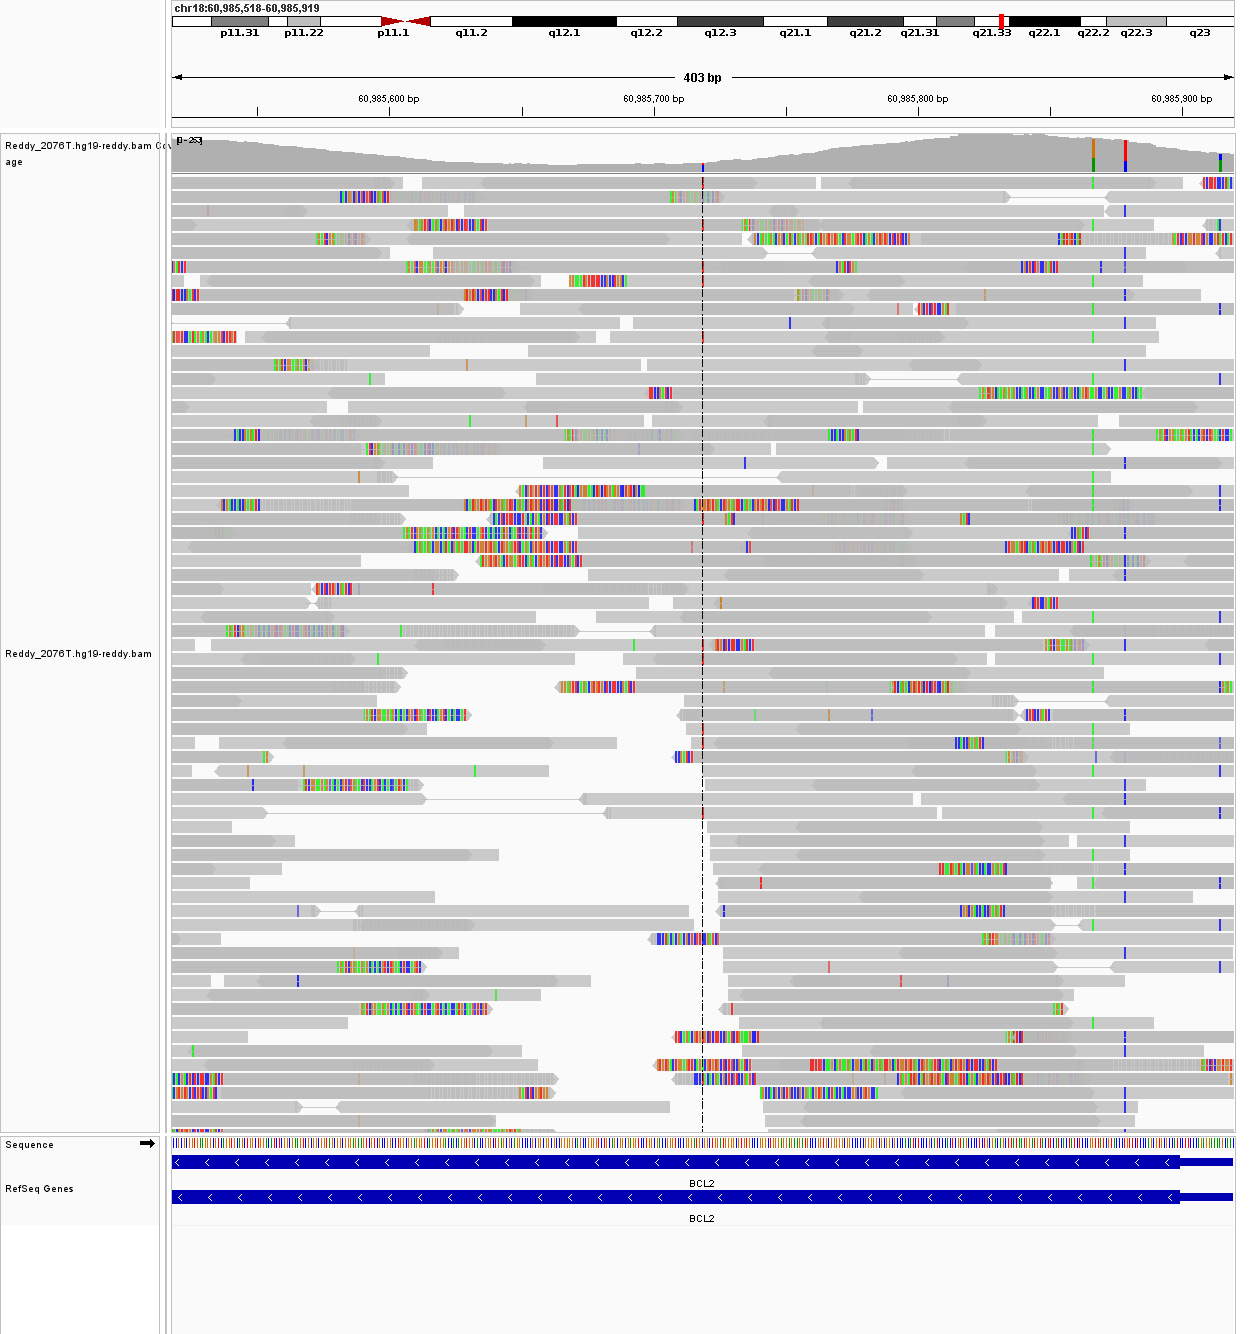 chr18:60,985,518-60,985,919
p11.31 p11.22 p11.1 q11.2 q12.1 q12.2 q12.3 q21.1 q21.2 q21.31 q21.33 q22.1 q22.2 q22.3 q23
403 bp
60,985,600 bp 60,985,700 bp 60,985,800 bp 60,985,900 bp
Reddy_2076T.hg19-reddy.bam
age
Reddy_2076T.hg19-reddy.bam
Sequence
BCL2
RefSeq Genes
BCL2